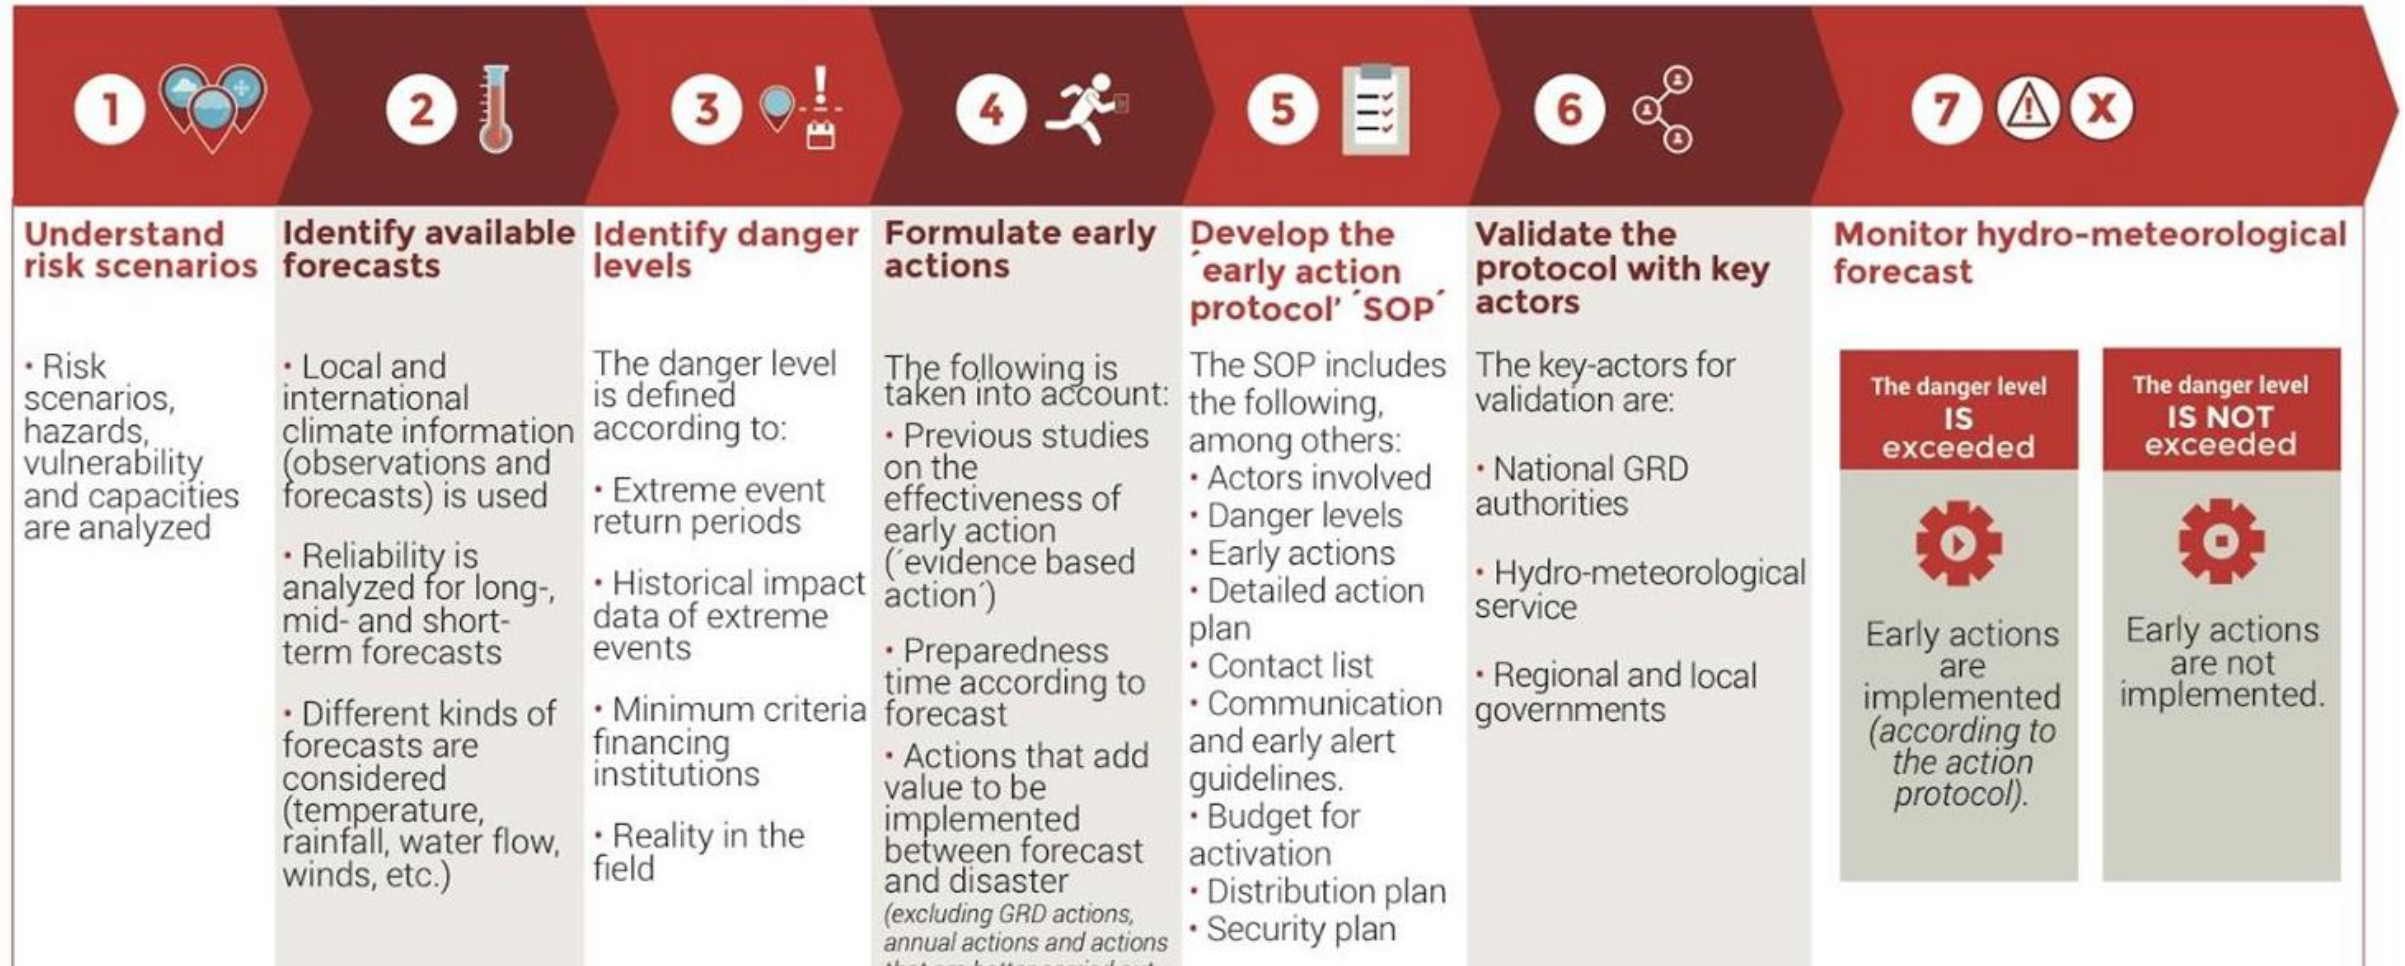 1
2
3
4
5
6
7 X
Understand
risk scenarios
• Risk
scenarios,
hazards,
vulnerability
and capacities
are analyzed
Identify available
forecasts
• Local and
international
climate information
(observations and
forecasts) is used
• Reliability is
analyzed for long-,
mid- and short-
term forecasts
• Different kinds of
forecasts are
considered
(temperature,
rainfall, water flow,
winds, etc.)
Identify danger
levels
The danger level
is defined
according to:
• Extreme event
return periods
• Historical impact
data of extreme
events
• Minimum criteria
financing
institutions
• Reality in the
field
Formulate early
actions
The following is
taken into account:
• Previous studies
on the
effectiveness of
early action
(´evidence based
action´)
• Preparedness
time according to
forecast
• Actions that add
value to be
implemented
between forecast
and disaster
(excluding GRD actions,
annual actions and actions
Develop the
´early action
protocol’ ´SOP´
The SOP includes
the following,
among others:
• Actors involved
• Danger levels
• Early actions
• Detailed action
plan
• Contact list
• Communication
and early alert
guidelines.
• Budget for
activation
• Distribution plan
• Security plan
Validate the
protocol with key
actors
The key-actors for
validation are:
• National GRD
authorities
• Hydro-meteorological
service
• Regional and local
governments
Monitor hydro-meteorological
forecast
The danger level
IS
exceeded
Early actions
are
implemented
(according to
the action
protocol).
The danger level
IS NOT
exceeded
Early actions
are not
implemented.